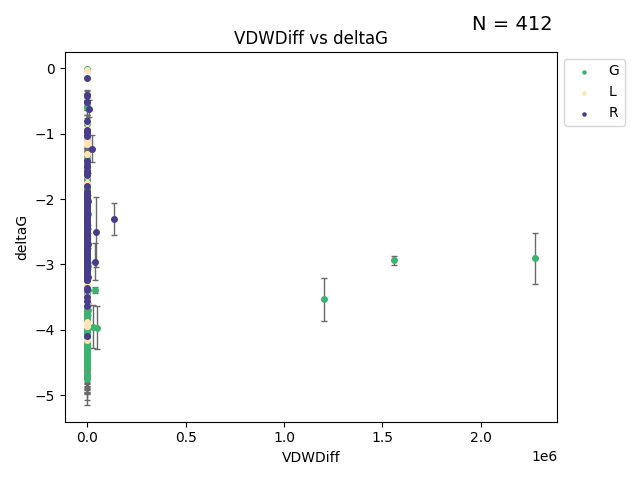 N = 412
VDWDiff vs deltaG
G
L
R
deltaG
0
−1
−2
−3
−4
−5
0.0 0.5 1.0 1.5 2.0
1e6
VDWDiff